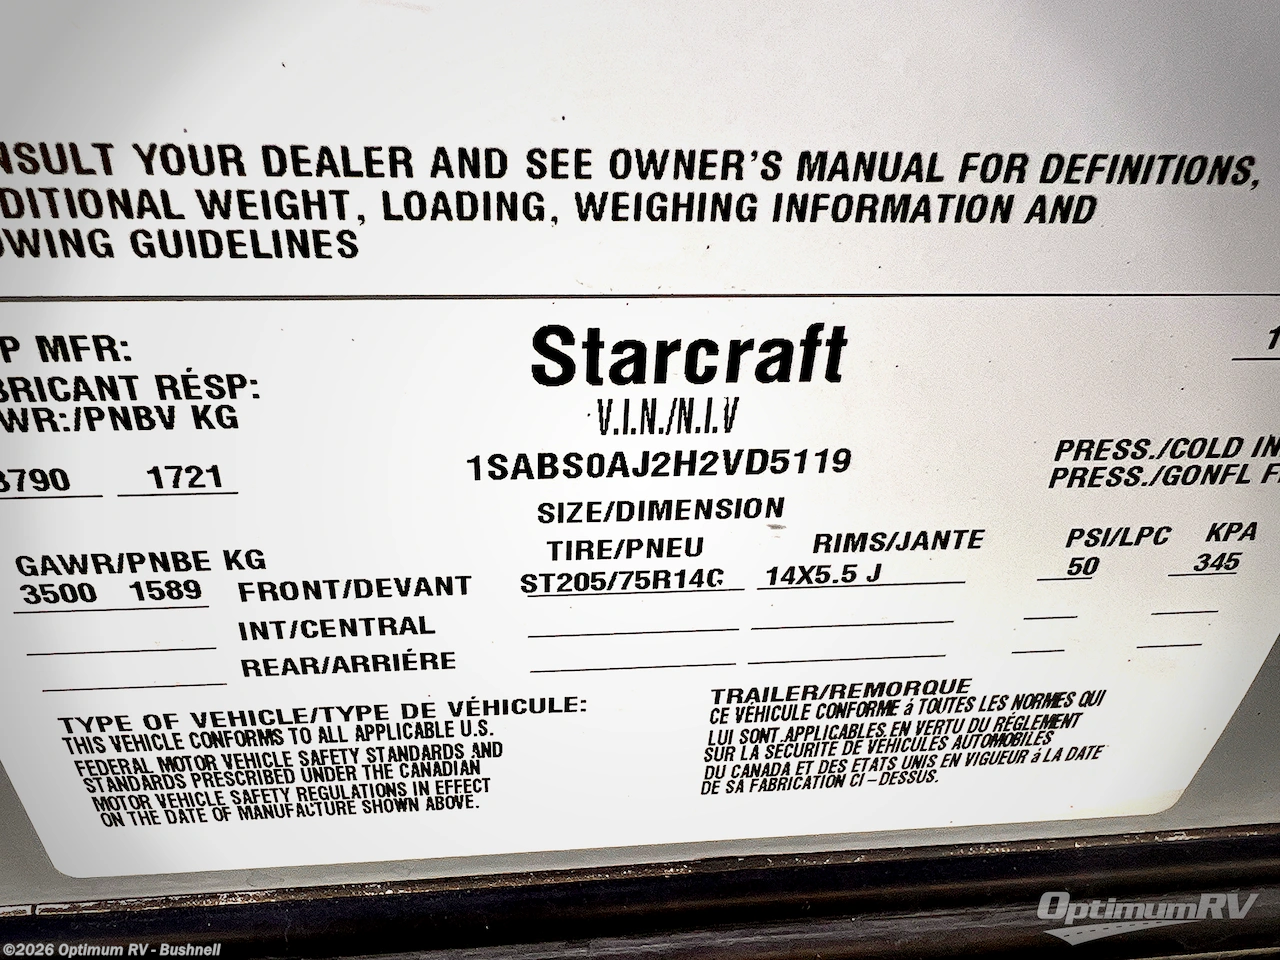 NSULT YOUR DEALER AND SEE OWNER'S MANUAL FOR DEFINITIONS,
DITIONAL WEIGHT, LOADING, WEIGHING INFORMATION AND
OWING GUIDELINES
P MFR:
BRICANT RÉSP:
WR:/PNBV KG
3790 1721
Starcraft
V.I.N./N.I.V
1SABS0AJ2H2VD5119
1
PRESS./COLD IN
PRESS./GONFL F
SIZE/DIMENSION
TIRE/PNEU RIMS/JANTE PSI/LPC KPA
GAWR/PNBE KG
3500 1589 FRONT/DEVANT ST205/75R14C 14X5.5 J 50 345
INT/CENTRAL
REAR/ARRIÉRE
TYPE OF VEHICLE/TYPE DE VÉHICULE:
THIS VEHICLE CONFORMS TO ALL APPLICABLE U.S.
FEDERAL MOTOR VEHICLE SAFETY STANDARDS AND
STANDARDS PRESCRIBED UNDER THE CANADIAN
MOTOR VEHICLE SAFETY REGULATIONS IN EFFECT
ON THE DATE OF MANUFACTURE SHOWN ABOVE.
TRAILER/REMORQUE
CE VÉHICULE CONFORME á TOUTES LES NORMES QUI
LUI SONT APPLICABLES EN VERTU DU RÉGLEMENT
SUR LA SÉCURITÉ DE VÉHICULES AUTOMOBILES
DU CANADA ET DES ETATS UNIS EN VIGUEUR á LA DATE
DE SA FABRICATION CI-DESSUS.
OptimumRV
©2026 Optimum RV - Bushnell